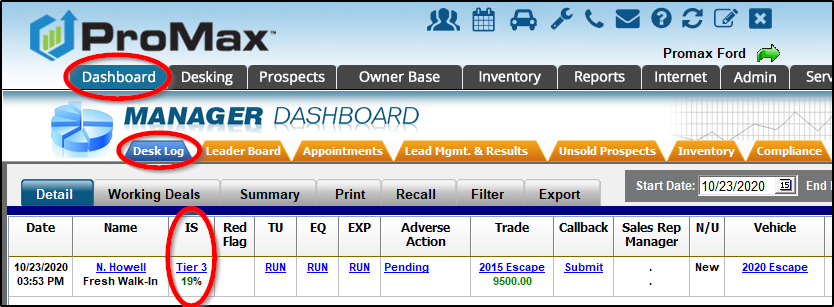 ProMax™
Promax Ford
Dashboard Desking Prospects Owner Base Inventory Reports Internet Admin Serv
MANAGER DASHBOARD
Desk Log Leader Board Appointments Lead Mgmt. & Results Unsold Prospects Inventory Compliance
Detail Working Deals Summary Print Recall Filter Export Start Date: 10/23/2020 15 End
Date Name IS Red Flag TU EQ EXP Adverse Action Trade Callback Sales Rep Manager N/U Vehicle
10/23/2020 N. Howell Tier 3 RUN RUN RUN Pending 2015 Escape Submit . New 2020 Escape
03:53 PM Fresh Walk-In 19% 9500.00 .